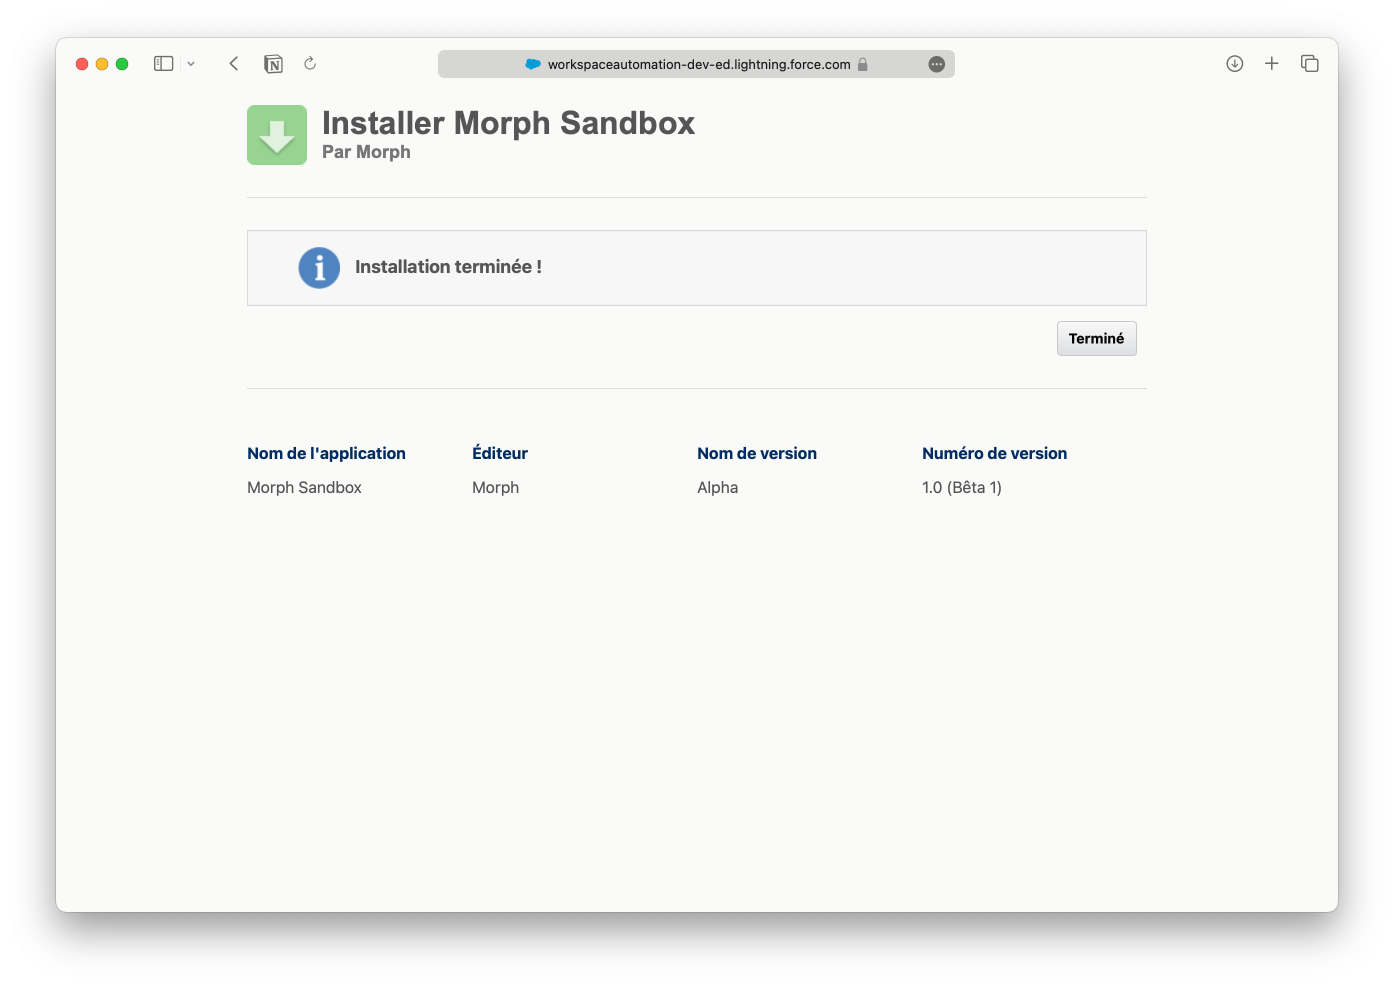 workspaceautomation-dev-ed.lightning.force.com
Installer Morph Sandbox
Par Morph
Installation terminée !
Terminé
Nom de l'application Éditeur Nom de version Numéro de version
Morph Sandbox Morph Alpha 1.0 (Bêta 1)